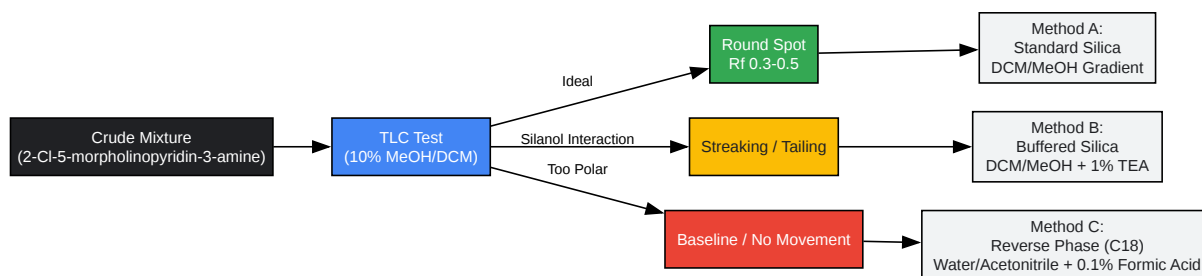 Crude Mixture
(2-Cl-5-morpholinopyridin-3-amine)
TLC Test
(10% MeOH/DCM)
Ideal
Silanol Interaction
Too Polar
Round Spot
Rf 0.3-0.5
Streaking / Tailing
Baseline / No Movement
Method A:
Standard Silica
DCM/MeOH Gradient
Method B:
Buffered Silica
DCM/MeOH + 1% TEA
Method C:
Reverse Phase (C18)
Water/Acetonitrile + 0.1% Formic Acid